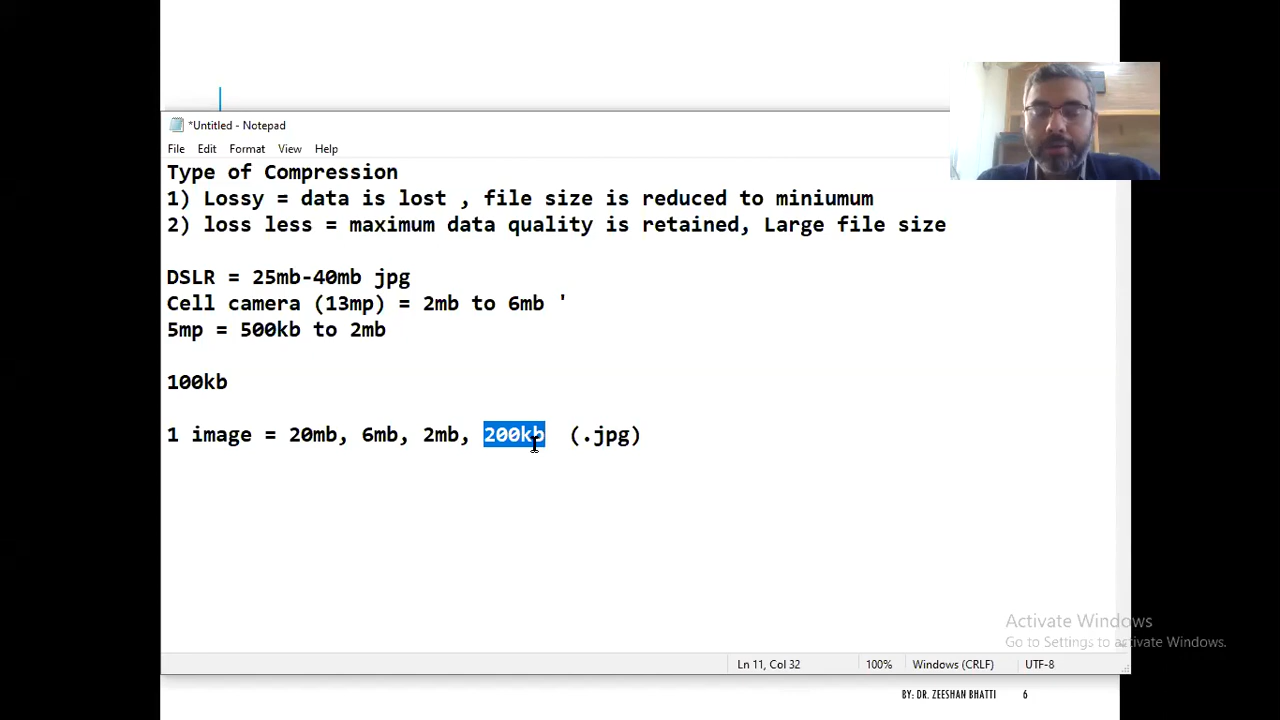 *Untitled - Notepad
File Edit Format View Help
Type of Compression
1) Lossy = data is lost , file size is reduced to miniumum
2) loss less = maximum data quality is retained, Large file size
DSLR = 25mb-40mb jpg
Cell camera (13mp) = 2mb to 6mb '
5mp = 500kb to 2mb
100kb
1 image = 20mb, 6mb, 2mb, 200kb (.jpg)
Activate Windows
Go to Settings to activate Windows.
Ln 11, Col 32 100% Windows (CRLF) UTF-8
BY: DR. ZEESHAN BHATTI 6